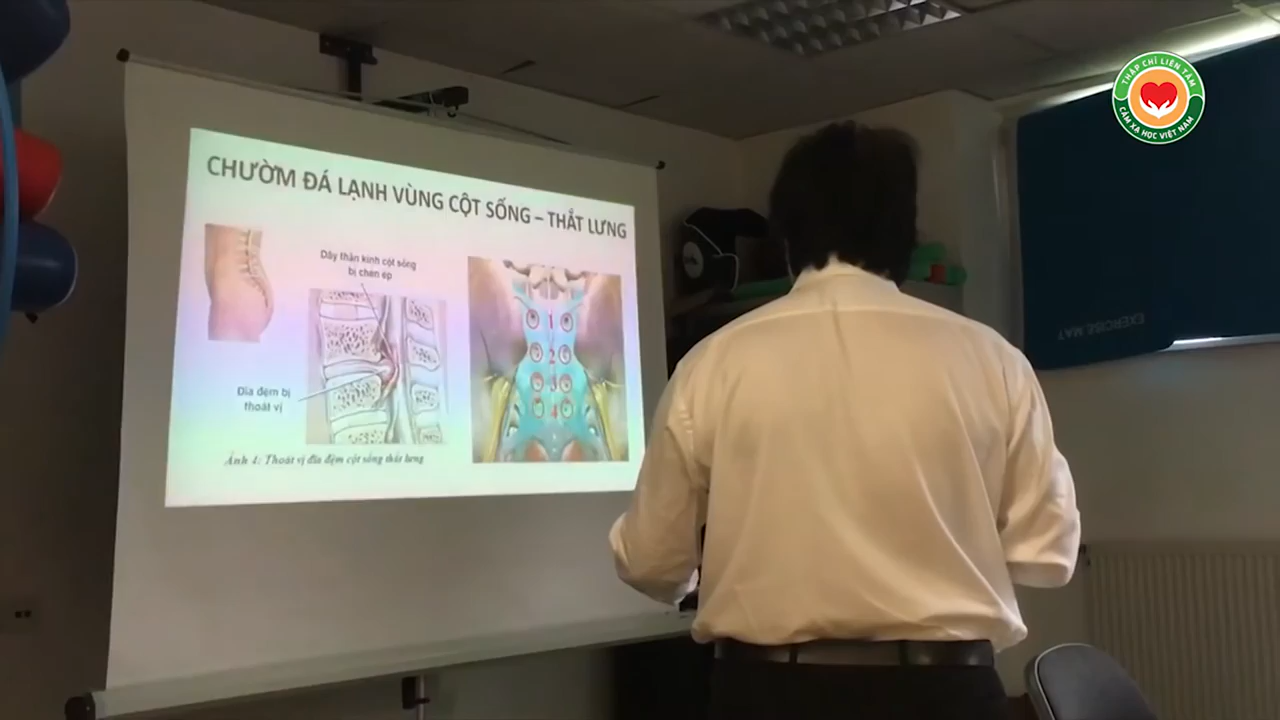 THẬP CHỈ LIÊN TÂM
CẢM XẠ HỌC VIỆT NAM
CHƯỜM ĐÁ LẠNH VÙNG CỘT SỐNG – THẮT LƯNG
Dây thần kinh cột sống
bị chèn ép
Đĩa đệm bị
thoát vị
1
2
3
4
Ảnh 4: Thoát vị đĩa đệm cột sống thắt lưng
EXERCISE MAT